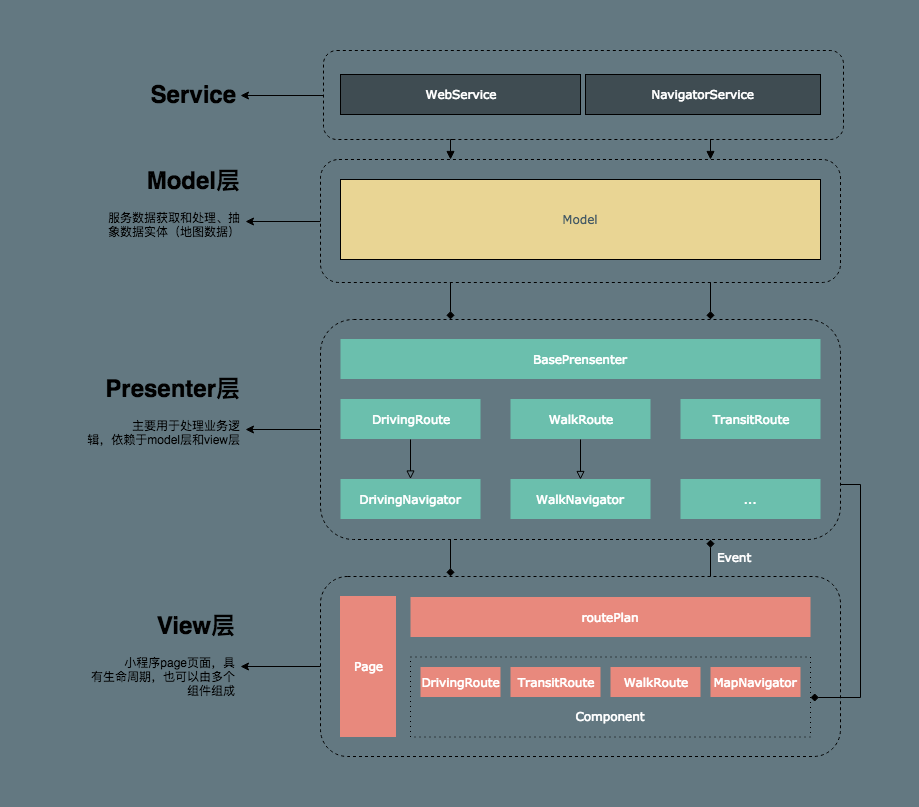 Service
WebService
NavigatorService
Model层
服务数据获取和处理、抽
象数据实体（地图数据）
Model
Presenter层
主要用于处理业务逻
辑，依赖于model层和view层
BasePrensenter
DrivingRoute
WalkRoute
TransitRoute
DrivingNavigator
WalkNavigator
...
Event
View层
小程序page页面，具
有生命周期，也可以由多个
组件组成
Page
routePlan
DrivingRoute
TransitRoute
WalkRoute
MapNavigator
Component